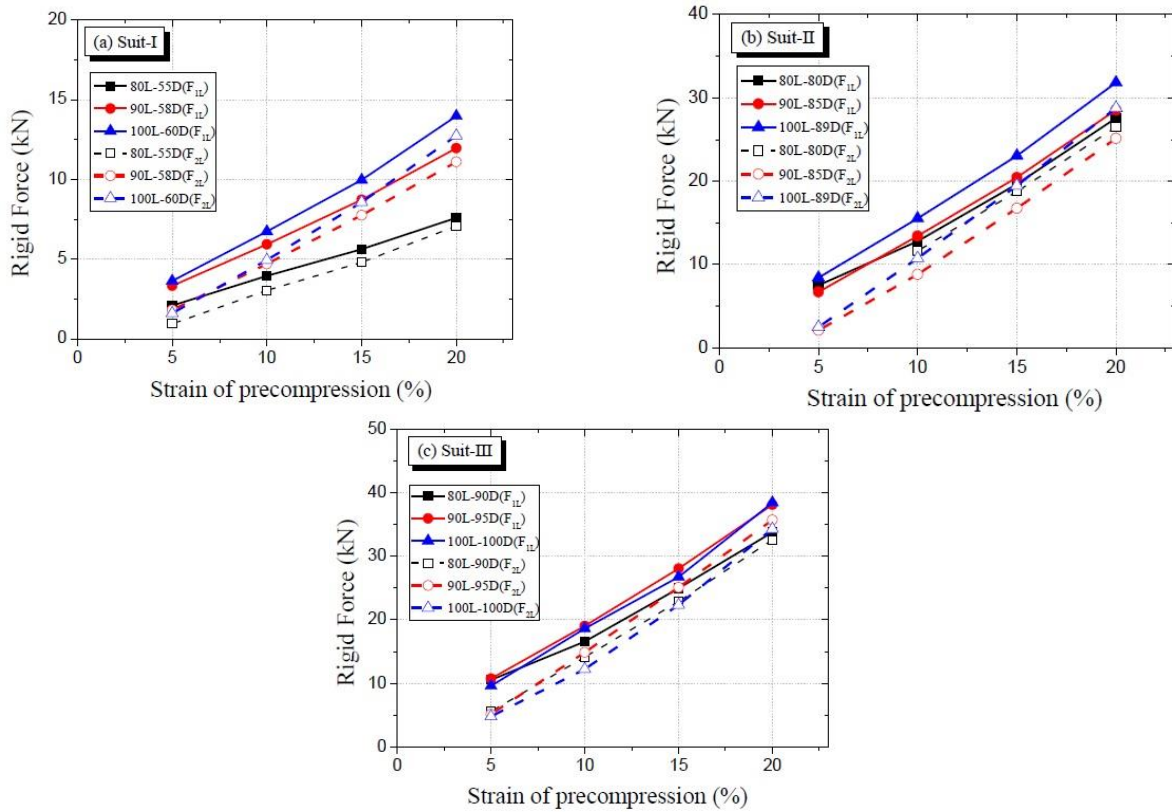 (a) Suit-I
80L-55D(F1L)
90L-58D(F1L)
100L-60D(F1L)
80L-55D(F2L)
90L-58D(F2L)
100L-60D(F2L)
Rigid Force (kN)
20
15
10
5
0
0 5 10 15 20
Strain of precompression (%)
(b) Suit-II
80L-80D(F1L)
90L-85D(F1L)
100L-89D(F1L)
80L-80D(F2L)
90L-85D(F2L)
100L-89D(F2L)
Rigid Force (kN)
40
30
20
10
0
0 5 10 15 20
Strain of precompression (%)
(c) Suit-III
80L-90D(F1L)
90L-95D(F1L)
100L-100D(F1L)
80L-90D(F2L)
90L-95D(F2L)
100L-100D(F2L)
Rigid Force (kN)
50
40
30
20
10
0
0 5 10 15 20
Strain of precompression (%)